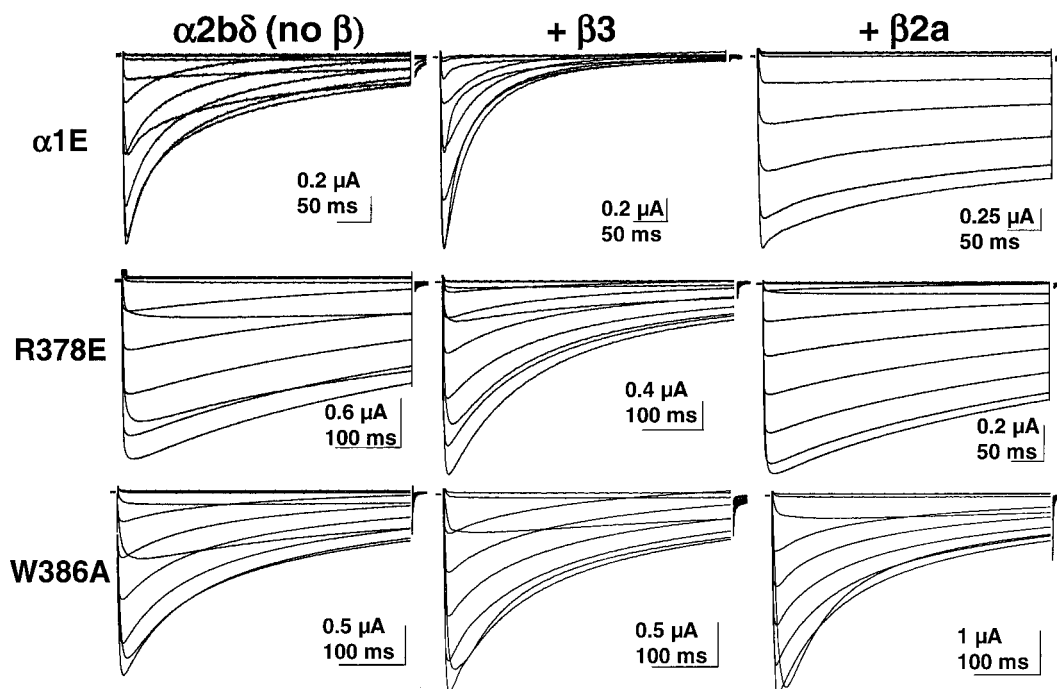 α2bδ (no β) + β3 + β2a
α1E
0.2 µA
50 ms
0.2 µA
50 ms
0.25 µA
50 ms
R378E
0.6 µA
100 ms
0.4 µA
100 ms
0.2 µA
50 ms
W386A
0.5 µA
100 ms
0.5 µA
100 ms
1 µA
100 ms